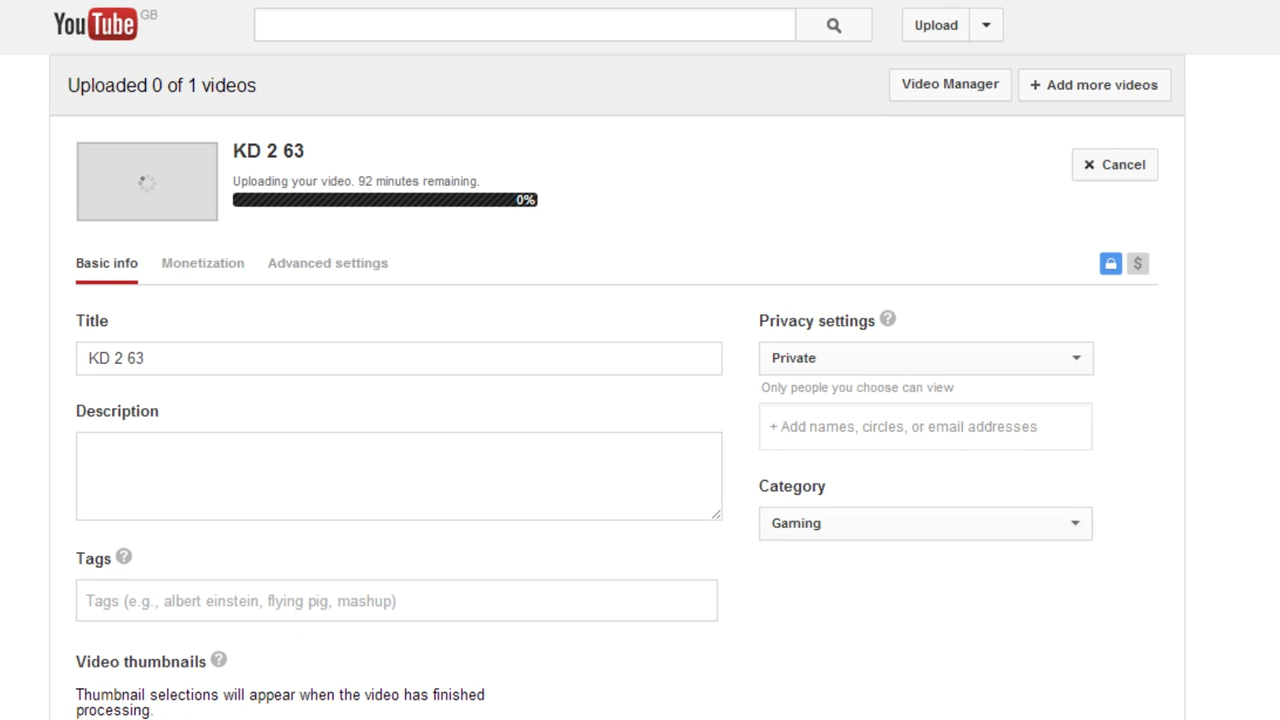 YouTube GB
Upload
Uploaded 0 of 1 videos
Video Manager
+ Add more videos
KD 2 63
Uploading your video. 92 minutes remaining.
0%
Cancel
Basic info
Monetization
Advanced settings
$
Title
KD 2 63
Description
Tags ?
Tags (e.g., albert einstein, flying pig, mashup)
Video thumbnails ?
Thumbnail selections will appear when the video has finished
processing.
Privacy settings ?
Private
Only people you choose can view
+ Add names, circles, or email addresses
Category
Gaming